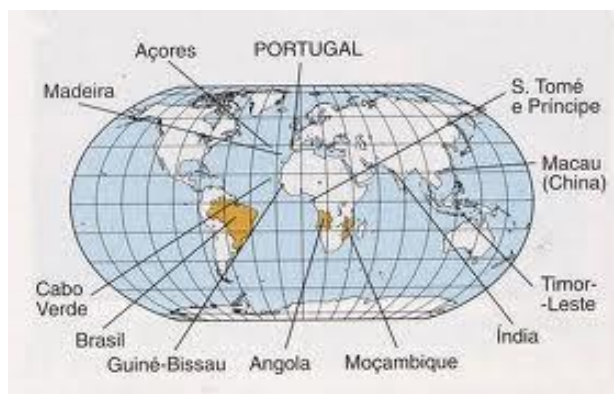 Açores
PORTUGAL
Madeira
S. Tomé
e Príncipe
Macau
(China)
Cabo
Verde
Brasil
Guiné-Bissau
Angola
Moçambique
Índia
Timor-
-Leste